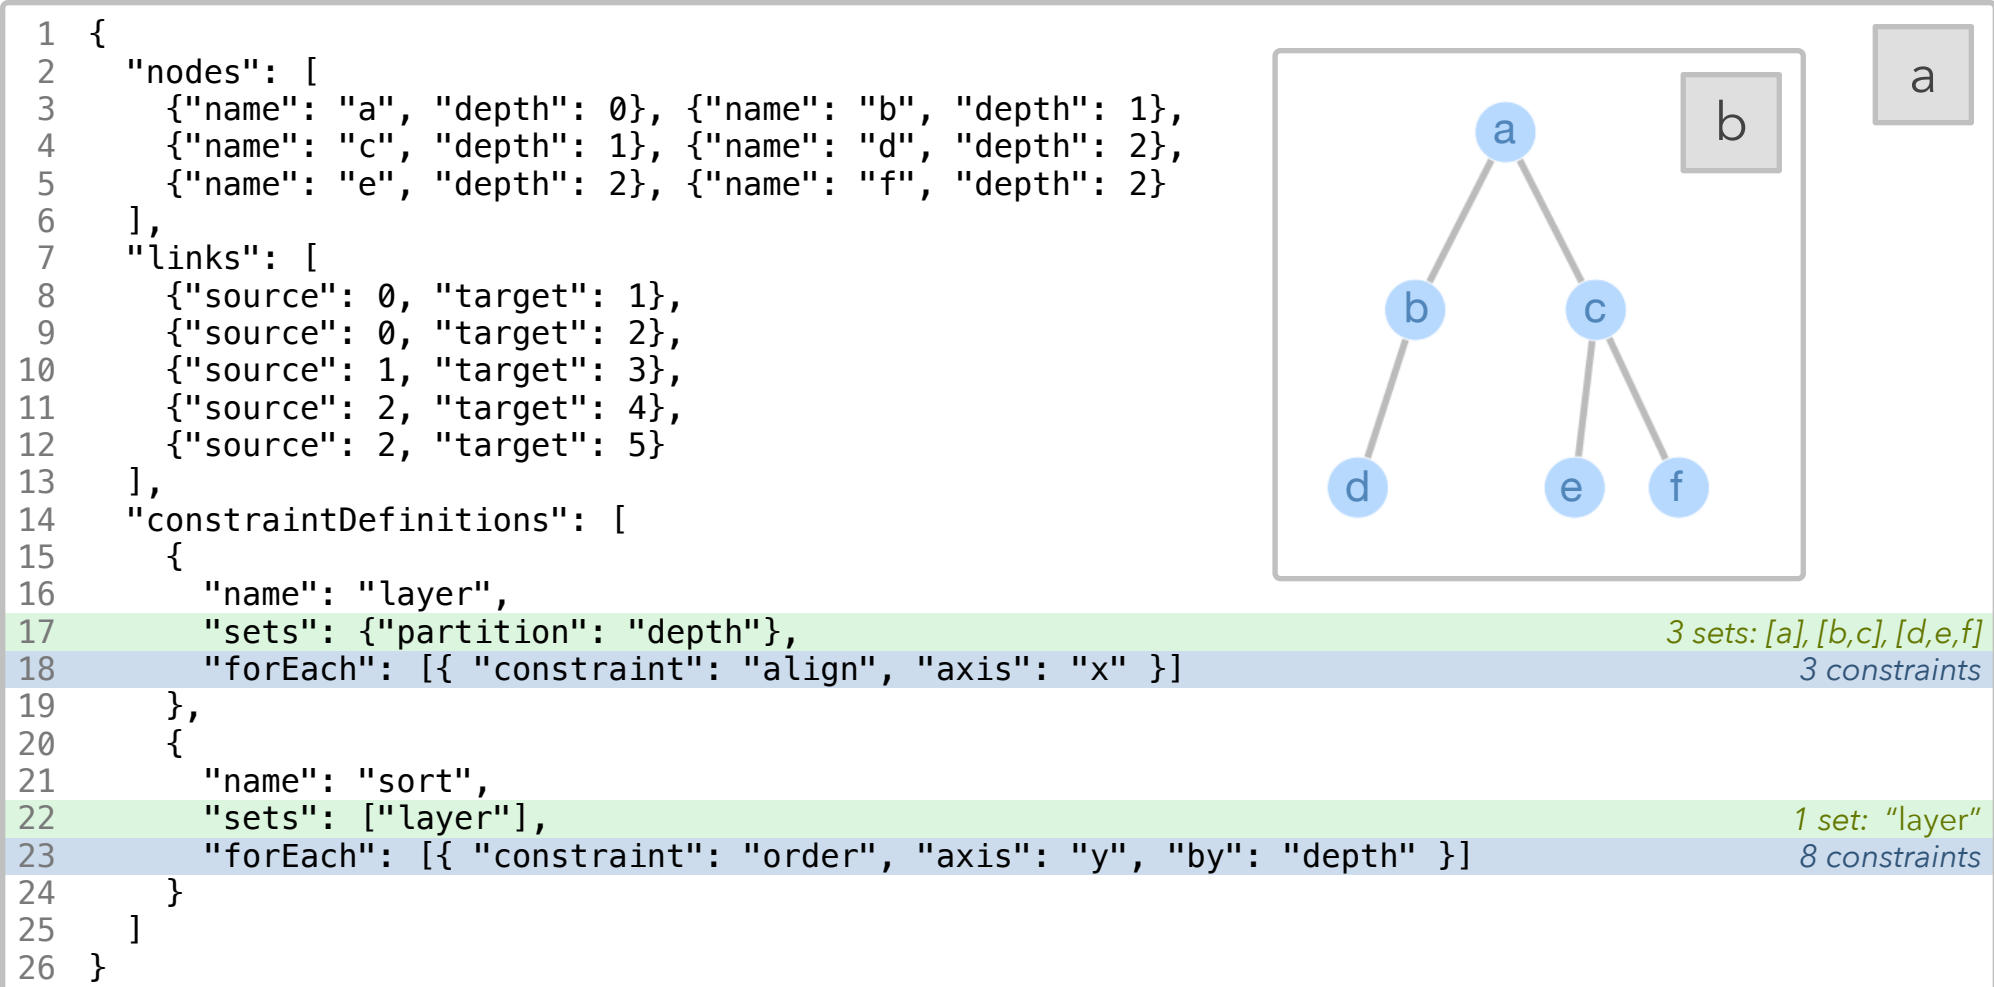 1 {
2 "nodes": [
3 {"name": "a", "depth": 0}, {"name": "b", "depth": 1},
4 {"name": "c", "depth": 1}, {"name": "d", "depth": 2},
5 {"name": "e", "depth": 2}, {"name": "f", "depth": 2}
6 ],
7 "links": [
8 {"source": 0, "target": 1},
9 {"source": 0, "target": 2},
10 {"source": 1, "target": 3},
11 {"source": 2, "target": 4},
12 {"source": 2, "target": 5}
13 ],
14 "constraintDefinitions": [
15 {
16 "name": "layer",
17 "sets": {"partition": "depth"}, 3 sets: [a], [b,c], [d,e,f]
18 "forEach": [{ "constraint": "align", "axis": "x" }] 3 constraints
19 },
20 {
21 "name": "sort",
22 "sets": ["layer"], 1 set: “layer”
23 "forEach": [{ "constraint": "order", "axis": "y", "by": "depth" }] 8 constraints
24 }
25 ]
26 }
a
b
a
b c
d e f